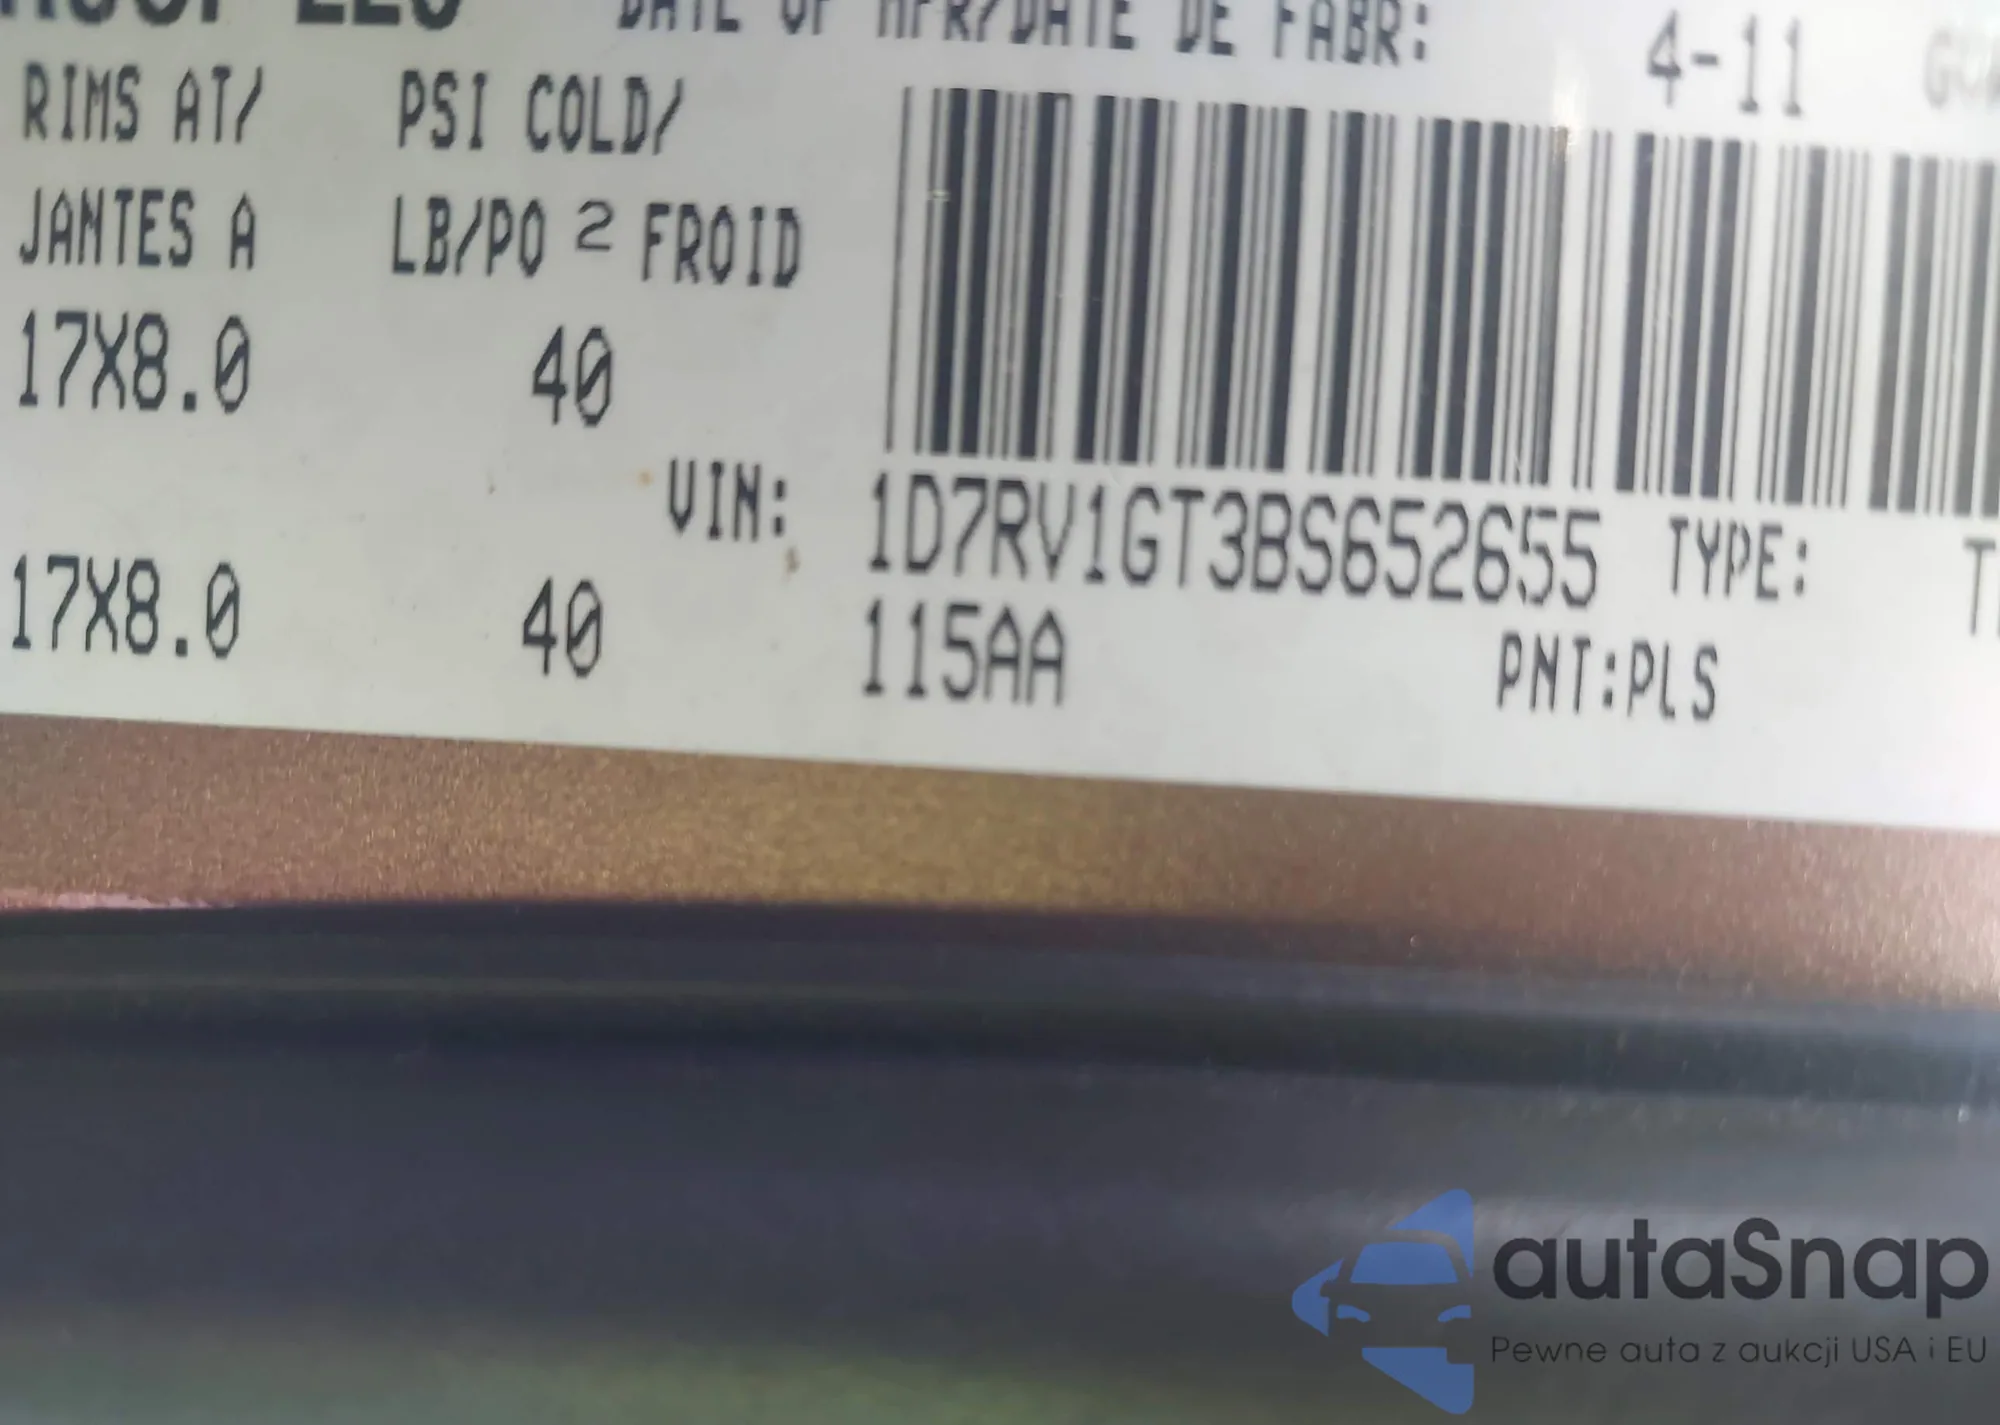 LLC DATE OF MFR/DATE DE FABR: 4-11
RIMS AT/ PSI COLD/
JANTES A LB/PO 2 FROID
17X8.0 40
VIN: 1D7RV1GT3BS652655 TYPE:
17X8.0 40 115AA PNT:PLS
autaSnap
Pewne auta z aukcji USA i EU